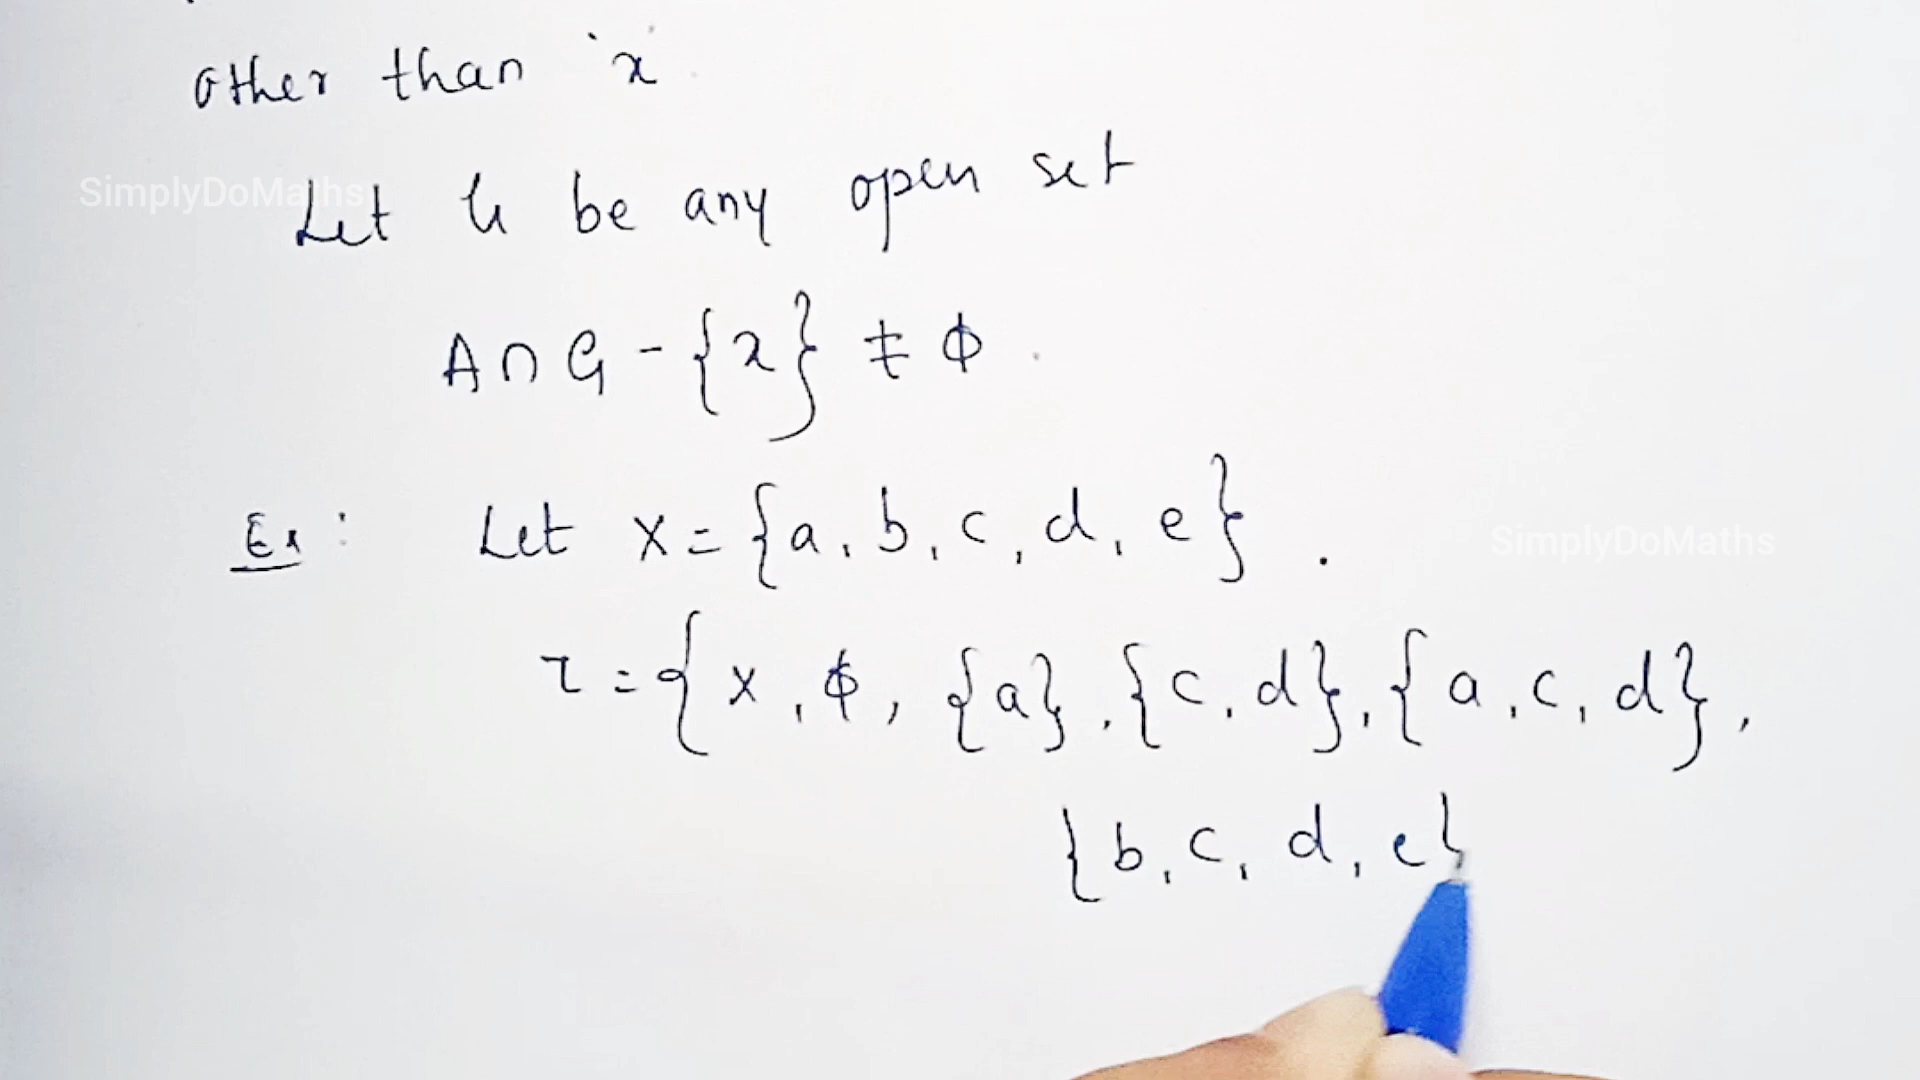 other than 'x'
SimplyDoMaths
Let G be any open set
A∩G-{x} ≠ ϕ.
Ex: Let X={a, b, c, d, e}.
SimplyDoMaths
τ={X, ϕ, {a}, {c, d}, {a, c, d},
{b, c, d, e}